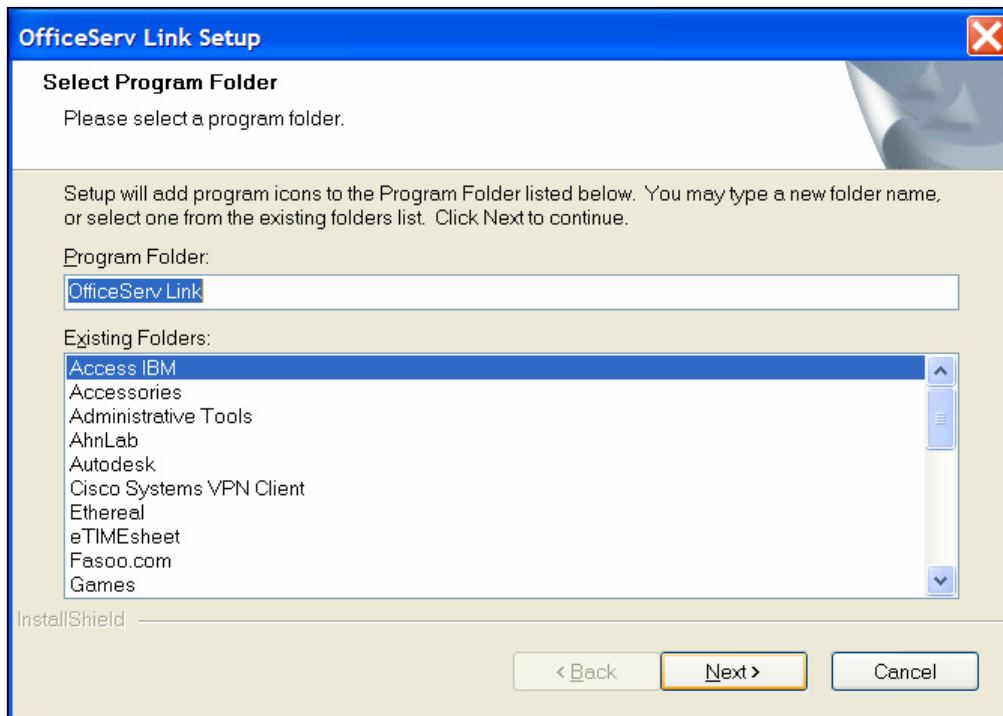 OfficeServ Link Setup
Select Program Folder
Please select a program folder.
Setup will add program icons to the Program Folder listed below.  You may type a new folder name,
or select one from the existing folders list.  Click Next to continue.
Program Folder:
OfficeServ Link
Existing Folders:
Access IBM
Accessories
Administrative Tools
AhnLab
Autodesk
Cisco Systems VPN Client
Ethereal
eTIMEsheet
Fasoo.com
Games
InstallShield
< Back
Next >
Cancel